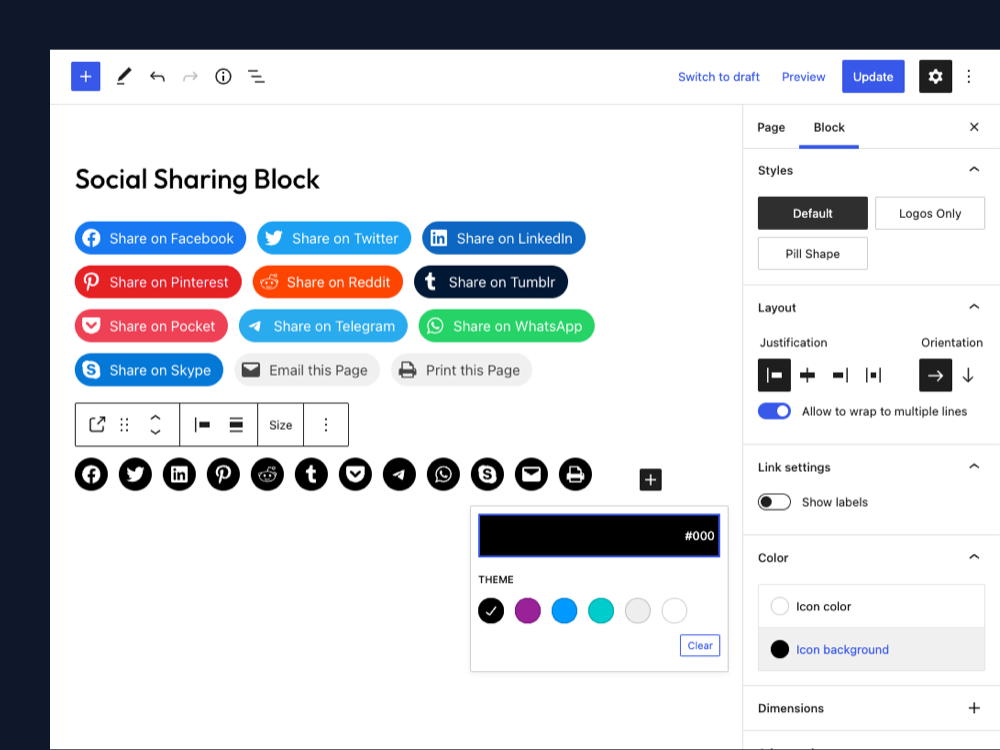 Switch to draft Preview Update
Page Block
Social Sharing Block
Share on Facebook Share on Twitter Share on LinkedIn
Share on Pinterest Share on Reddit Share on Tumblr
Share on Pocket Share on Telegram Share on WhatsApp
Share on Skype Email this Page Print this Page
Size
#000
THEME
Clear
Styles
Default Logos Only
Pill Shape
Layout
Justification Orientation
Allow to wrap to multiple lines
Link settings
Show labels
Color
Icon color
Icon background
Dimensions